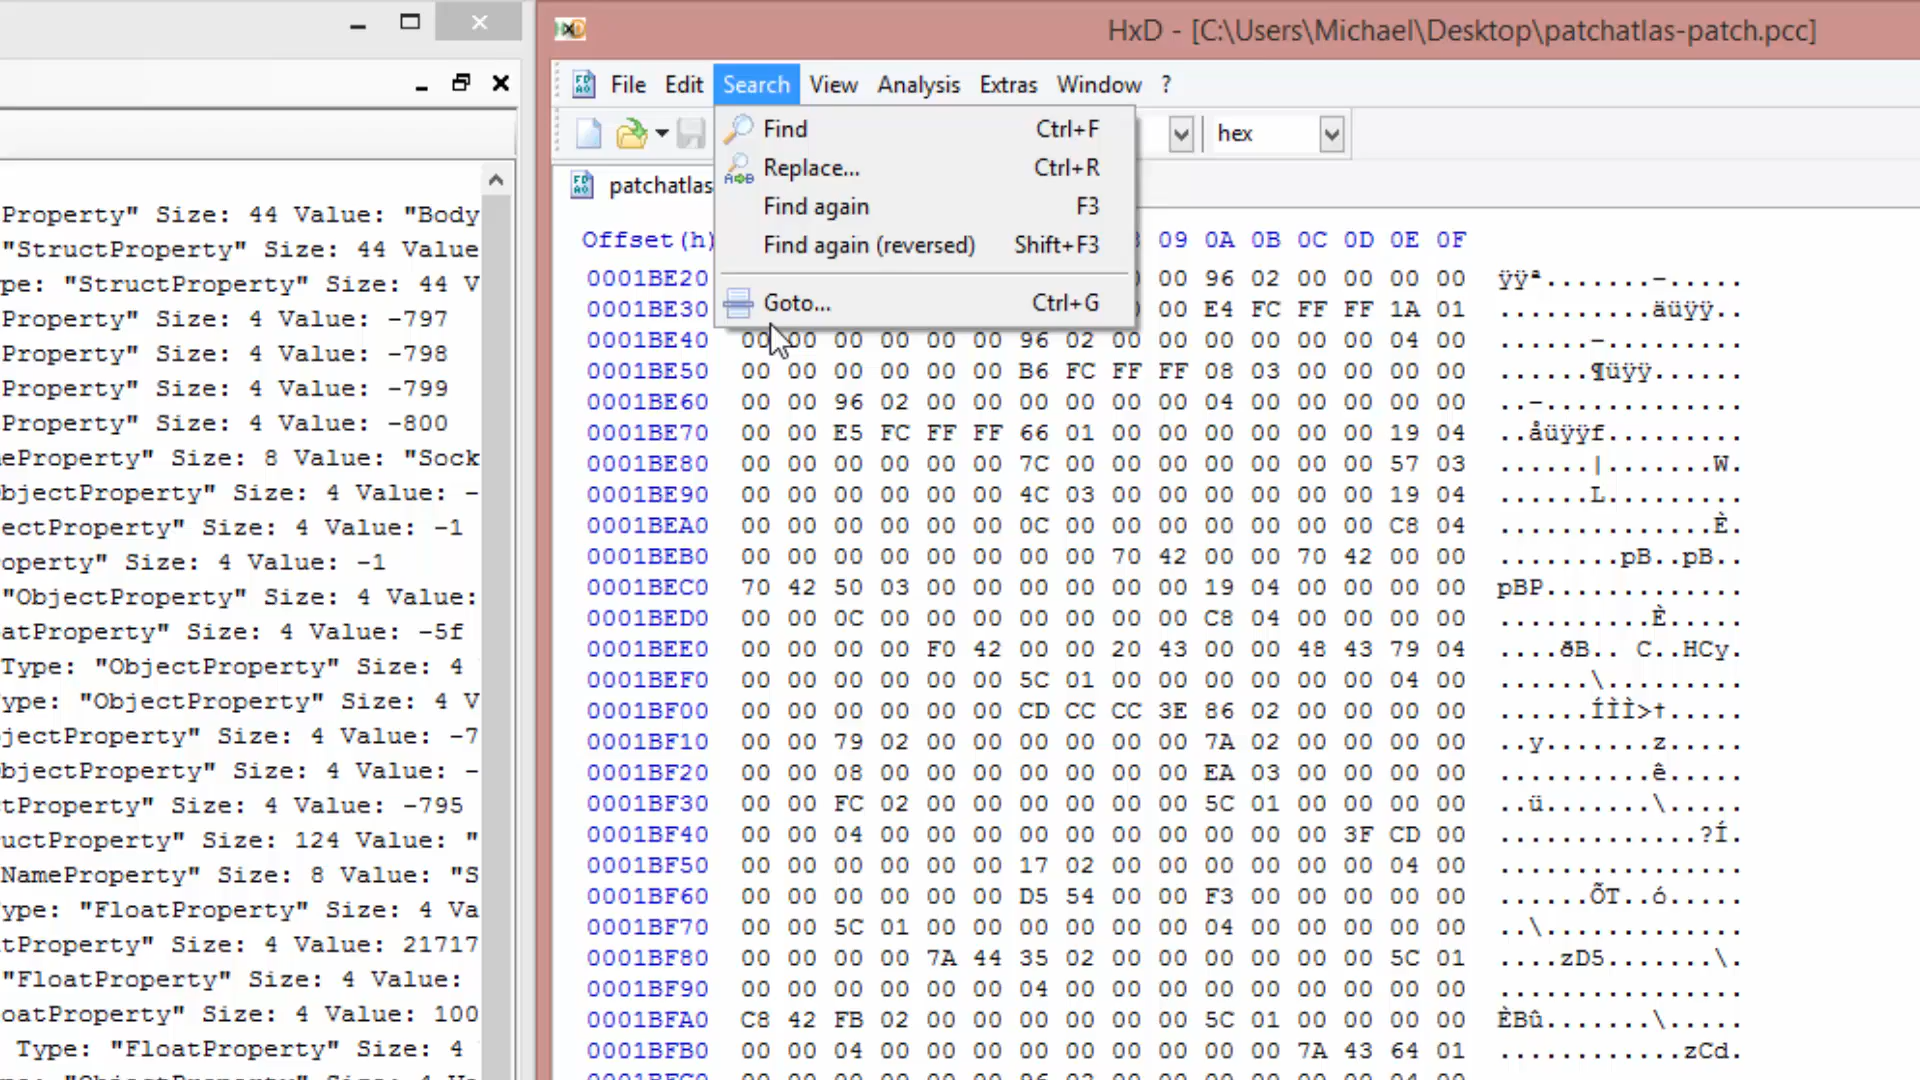 HxD - [C:\Users\Michael\Desktop\patchatlas-patch.pcc]
File Edit Search View Analysis Extras Window ?
Find Ctrl+F
hex
Replace... Ctrl+R
patchatlas
Find again F3
Find again (reversed) Shift+F3
Goto... Ctrl+G
Property" Size: 44 Value: "Body
"StructProperty" Size: 44 Value
pe: "StructProperty" Size: 44 V
Property" Size: 4 Value: -797
Property" Size: 4 Value: -798
Property" Size: 4 Value: -799
Property" Size: 4 Value: -800
meProperty" Size: 8 Value: "Sock
bjectProperty" Size: 4 Value: -
ectProperty" Size: 4 Value: -1
operty" Size: 4 Value: -1
"ObjectProperty" Size: 4 Value:
atProperty" Size: 4 Value: -5f
Type: "ObjectProperty" Size: 4
ype: "ObjectProperty" Size: 4 V
jectProperty" Size: 4 Value: -7
bjectProperty" Size: 4 Value: -
ctProperty" Size: 4 Value: -795
uctProperty" Size: 124 Value: "
NameProperty" Size: 8 Value: "S
ype: "FloatProperty" Size: 4 Va
tProperty" Size: 4 Value: 21717
"FloatProperty" Size: 4 Value:
oatProperty" Size: 4 Value: 100
Type: "FloatProperty" Size: 4
Offset(h) 09 0A 0B 0C 0D 0E 0F
0001BE20 00 96 02 00 00 00 00 ÿÿª.......–.....
0001BE30 00 E4 FC FF FF 1A 01 ..........äüÿÿ..
0001BE40 00 00 00 00 00 00 96 02 00 00 00 00 00 00 04 00 ......–.........
0001BE50 00 00 00 00 00 00 B6 FC FF FF 08 03 00 00 00 00 ......¶üÿÿ......
0001BE60 00 00 96 02 00 00 00 00 00 00 04 00 00 00 00 00 ..–.............
0001BE70 00 00 E5 FC FF FF 66 01 00 00 00 00 00 00 19 04 ..åüÿÿf.........
0001BE80 00 00 00 00 00 00 7C 00 00 00 00 00 00 00 57 03 ......|.......W.
0001BE90 00 00 00 00 00 00 4C 03 00 00 00 00 00 00 19 04 ......L.........
0001BEA0 00 00 00 00 00 00 0C 00 00 00 00 00 00 00 C8 04 ..............È.
0001BEB0 00 00 00 00 00 00 00 00 70 42 00 00 70 42 00 00 ........pB..pB..
0001BEC0 70 42 50 03 00 00 00 00 00 00 19 04 00 00 00 00 pBP.............
0001BED0 00 00 0C 00 00 00 00 00 00 00 C8 04 00 00 00 00 ..........È.....
0001BEE0 00 00 00 00 F0 42 00 00 20 43 00 00 48 43 79 04 ....ðB.. C..HCy.
0001BEF0 00 00 00 00 00 00 5C 01 00 00 00 00 00 00 04 00 ......\.........
0001BF00 00 00 00 00 00 00 CD CC CC 3E 86 02 00 00 00 00 ......ÍÌÌ>†.....
0001BF10 00 00 79 02 00 00 00 00 00 00 7A 02 00 00 00 00 ..y.......z.....
0001BF20 00 00 08 00 00 00 00 00 00 00 EA 03 00 00 00 00 ..........ê.....
0001BF30 00 00 FC 02 00 00 00 00 00 00 5C 01 00 00 00 00 ..ü.......\.....
0001BF40 00 00 04 00 00 00 00 00 00 00 00 00 00 3F CD 00 .............?Í.
0001BF50 00 00 00 00 00 00 17 02 00 00 00 00 00 00 04 00 ................
0001BF60 00 00 00 00 00 00 D5 54 00 00 F3 00 00 00 00 00 ......ÕT..ó.....
0001BF70 00 00 5C 01 00 00 00 00 00 00 04 00 00 00 00 00 ..\.............
0001BF80 00 00 00 00 7A 44 35 02 00 00 00 00 00 00 5C 01 ....zD5.......\.
0001BF90 00 00 00 00 00 00 04 00 00 00 00 00 00 00 00 00 ................
0001BFA0 C8 42 FB 02 00 00 00 00 00 00 5C 01 00 00 00 00 ÈBû.......\.....
0001BFB0 00 00 04 00 00 00 00 00 00 00 00 00 7A 43 64 01 ............zCd.